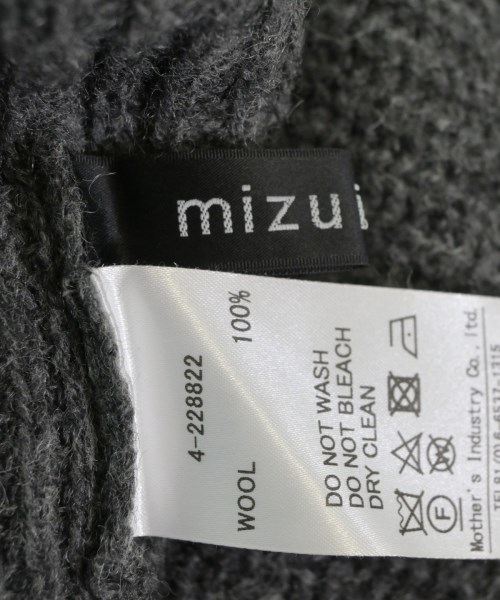 mizui
4-228822
WOOL 100%
DO NOT WASH
DO NOT BLEACH
DRY CLEAN
F
Mother's Industry Co., ltd.